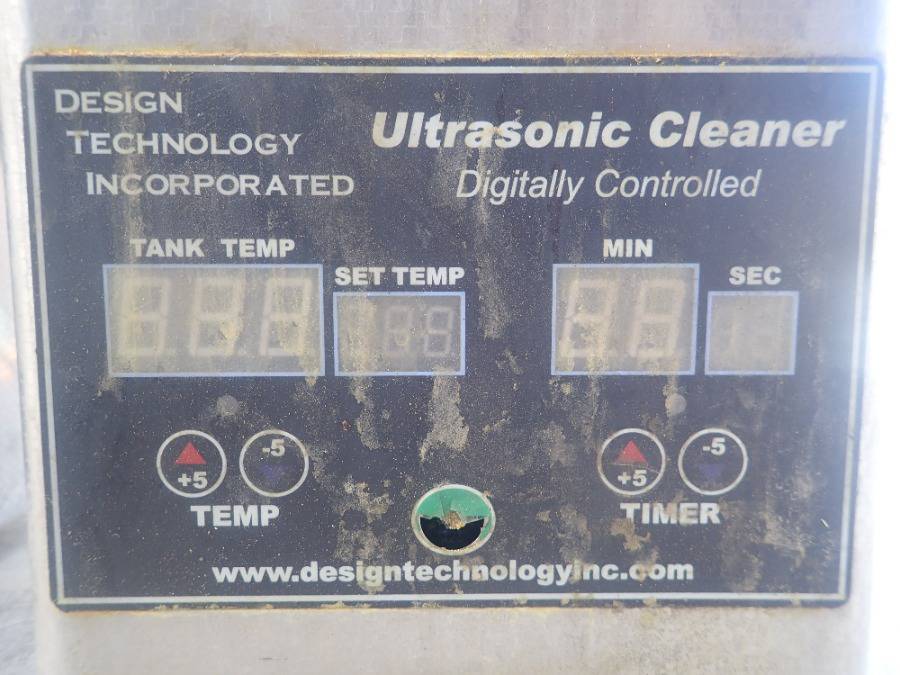 DESIGN
TECHNOLOGY
INCORPORATED
Ultrasonic Cleaner
Digitally Controlled
TANK TEMP
SET TEMP
MIN
SEC
+5
-5
TEMP
+5
-5
TIMER
www.designtechnologyinc.com